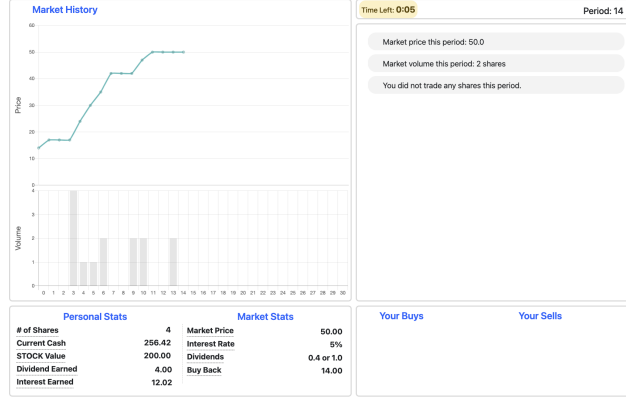 Market History
60
50
40
30
20
10
0
Price
4
3
2
1
0
Volume
0 1 2 3 4 5 6 7 8 9 10 11 12 13 14 15 16 17 18 19 20 21 22 23 24 25 26 27 28 29 30
Time Left: 0:05
Period: 14
Market price this period: 50.0
Market volume this period: 2 shares
You did not trade any shares this period.
Personal Stats
# of Shares 4
Current Cash 256.42
STOCK Value 200.00
Dividend Earned 4.00
Interest Earned 12.02
Market Stats
Market Price 50.00
Interest Rate 5%
Dividends 0.4 or 1.0
Buy Back 14.00
Your Buys
Your Sells